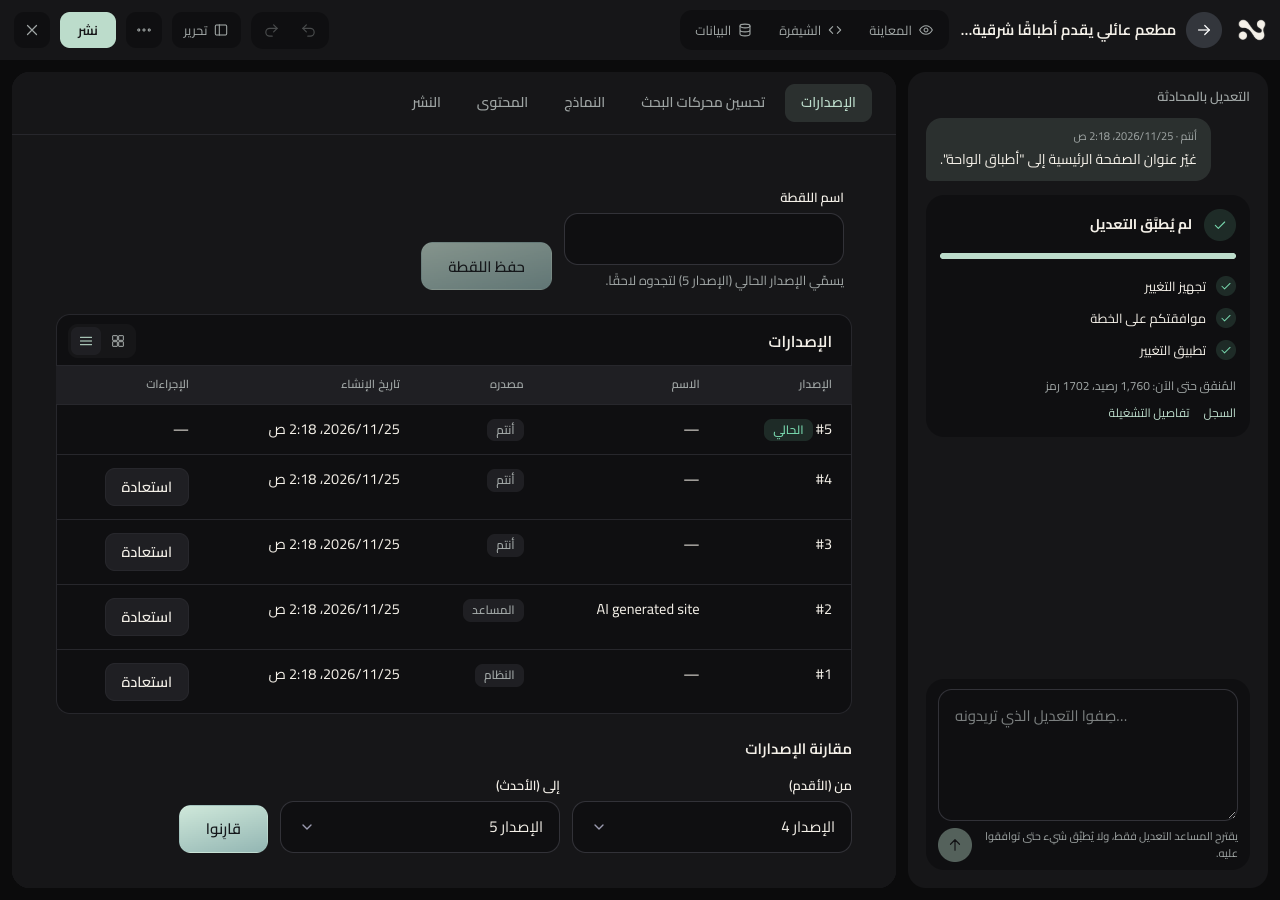 مطعم عائلي يقدم أطباقًا شرقية...
المعاينة
الشيفرة
البيانات
تحرير
نشر
التعديل بالمحادثة
أنتم · 2026/11/25، 2:18 ص
غيّر عنوان الصفحة الرئيسية إلى "أطباق الواحة".
لم يُطبَّق التعديل
تجهيز التغيير
موافقتكم على الخطة
تطبيق التغيير
المُنفَق حتى الآن: 1,760 رصيد، 1702 رمز
السجل تفاصيل التشغيلة
صِفوا التعديل الذي تريدونه...
يقترح المساعد التعديل فقط، ولا يُطبَّق شيء حتى توافقوا
عليه.
الإصدارات
تحسين محركات البحث
النماذج
المحتوى
النشر
اسم اللقطة
حفظ اللقطة
يسمّي الإصدار الحالي (الإصدار 5) لتجدوه لاحقًا.
الإصدارات
الإصدار الاسم مصدره تاريخ الإنشاء الإجراءات
#5 الحالي — أنتم 2026/11/25، 2:18 ص —
#4 — أنتم 2026/11/25، 2:18 ص استعادة
#3 — أنتم 2026/11/25، 2:18 ص استعادة
#2 AI generated site المساعد 2026/11/25، 2:18 ص استعادة
#1 — النظام 2026/11/25، 2:18 ص استعادة
مقارنة الإصدارات
من (الأقدم) إلى (الأحدث)
الإصدار 4 الإصدار 5 قارِنوا